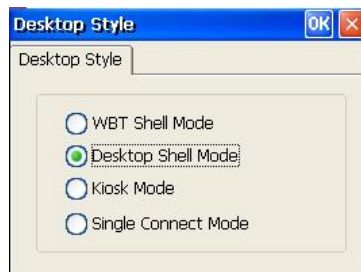 Desktop Style
OK
Desktop Style
WBT Shell Mode
Desktop Shell Mode
Kiosk Mode
Single Connect Mode